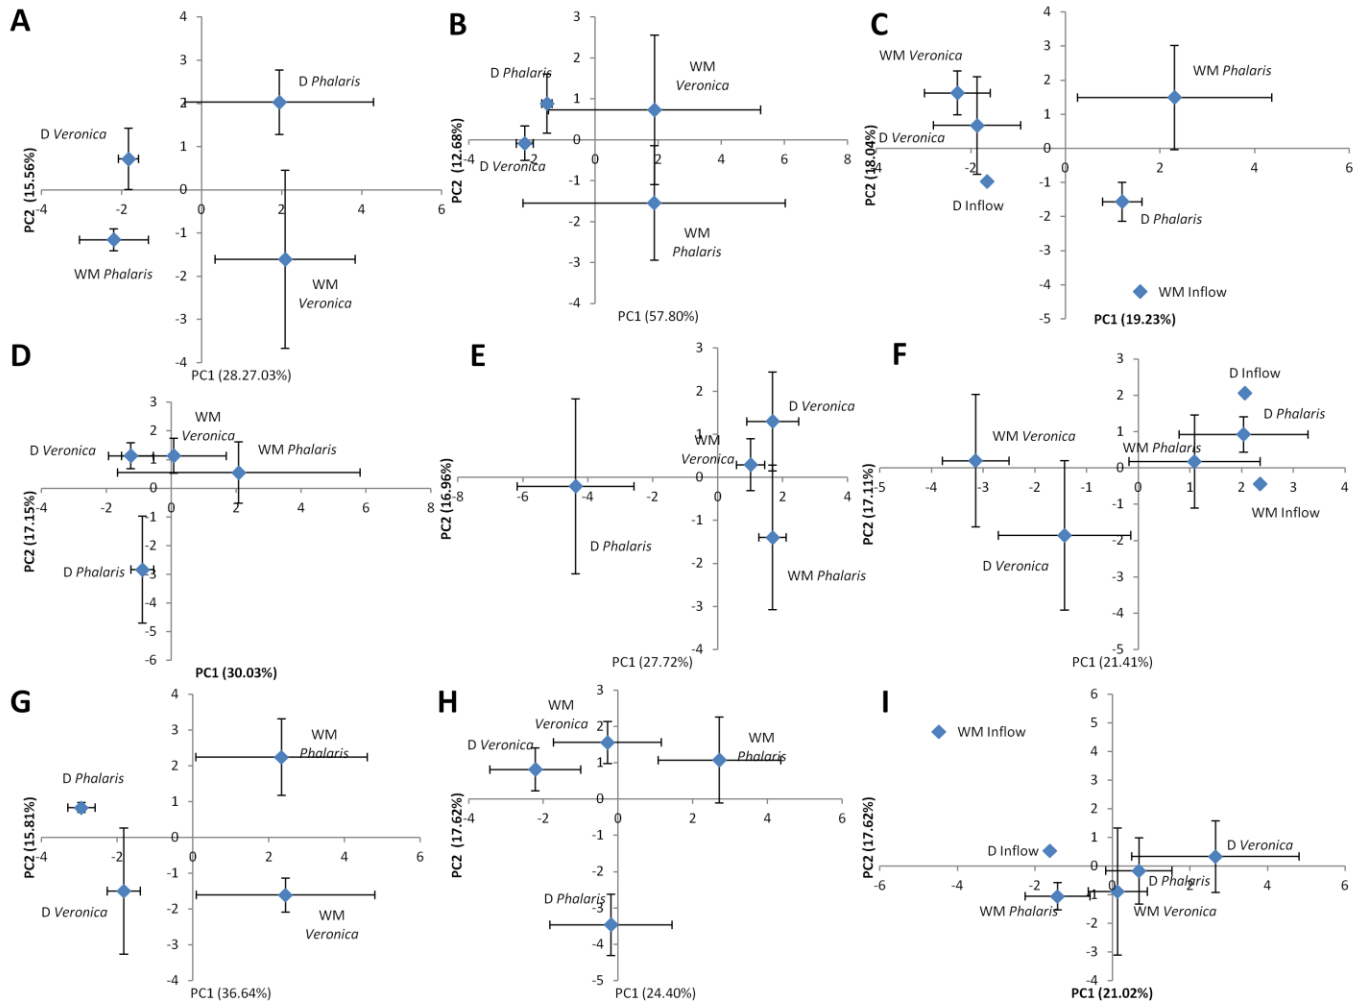 A
4
3
D Phalaris
2
D Veronica
1
0
-4
-2
0
2
4
6
-1
WM Phalaris
-2
WM
Veronica
-3
-4
PC2 (15.56%)
PC1 (28.27.03%)
B
3
2
WM
Veronica
D Phalaris
1
0
-4
-2
0
2
4
6
8
D Veronica
-1
-2
WM
Phalaris
-3
-4
PC2 (12.68%)
PC1 (57.80%)
C
4
3
WM Veronica
WM Phalaris
2
1
D Veronica
0
-4
-2
0
2
4
6
-1
D Inflow
D Phalaris
-2
-3
-4
WM Inflow
-5
PC2 (18.04%)
PC1 (19.23%)
D
3
WM
Veronica
2
D Veronica
WM Phalaris
1
0
-4
-2
0
2
4
6
8
-1
-2
D Phalaris
-3
-4
-5
-6
PC2 (17.15%)
PC1 (30.03%)
E
3
2
D Veronica
1
WM
Veronica
0
-8
-6
-4
-2
0
2
4
-1
D Phalaris
WM Phalaris
-2
-3
-4
PC2 (16.96%)
PC1 (27.72%)
F
3
D Inflow
2
D Phalaris
WM Veronica
WM Phalaris
1
0
-5
-4
-3
-2
-1
0
1
2
3
4
WM Inflow
-1
-2
D Veronica
-3
-4
-5
PC2 (17.11%)
PC1 (21.41%)
G
4
3
WM
Phalaris
2
D Phalaris
1
0
-4
-2
0
2
4
6
-1
D Veronica
-2
WM
Veronica
-3
-4
PC2 (15.81%)
PC1 (36.64%)
H
3
WM
Veronica
2
D Veronica
WM
Phalaris
1
0
-4
-2
0
2
4
6
-1
-2
D Phalaris
-3
-4
-5
PC2 (17.62%)
PC1 (24.40%)
I
6
5
WM Inflow
4
3
2
1
D Inflow
D Veronica
0
-6
-4
-2
0
2
4
6
D Phalaris
WM Phalaris
WM Veronica
-1
-2
-3
-4
PC2 (17.62%)
PC1 (21.02%)